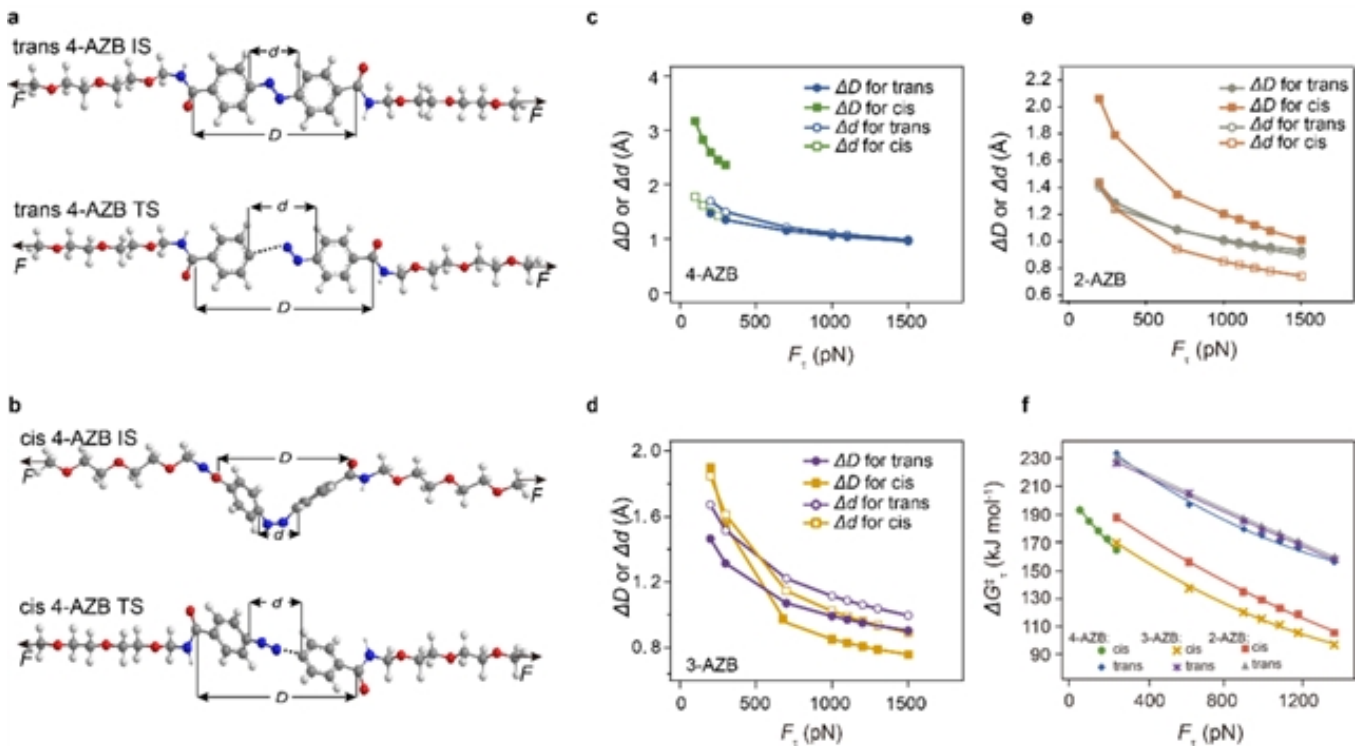 a
trans 4-AZB IS
d
F
F
D
trans 4-AZB TS
d
F
F
D
b
cis 4-AZB IS
D
F
F
d
cis 4-AZB TS
d
F
F
D
c
ΔD or Δd (Å)
4
3
2
1
0
ΔD for trans
ΔD for cis
Δd for trans
Δd for cis
4-AZB
0 500 1000 1500
Fτ (pN)
d
ΔD or Δd (Å)
2.0
1.6
1.2
0.8
ΔD for trans
ΔD for cis
Δd for trans
Δd for cis
3-AZB
0 500 1000 1500
Fτ (pN)
e
ΔD or Δd (Å)
2.2
2.0
1.8
1.6
1.4
1.2
1.0
0.8
0.6
ΔD for trans
ΔD for cis
Δd for trans
Δd for cis
2-AZB
0 500 1000 1500
Fτ (pN)
f
ΔG‡τ (kJ mol⁻¹)
230
210
190
170
150
130
110
90
4-AZB: 3-AZB: 2-AZB:
cis cis cis
trans trans trans
0 400 800 1200
Fτ (pN)